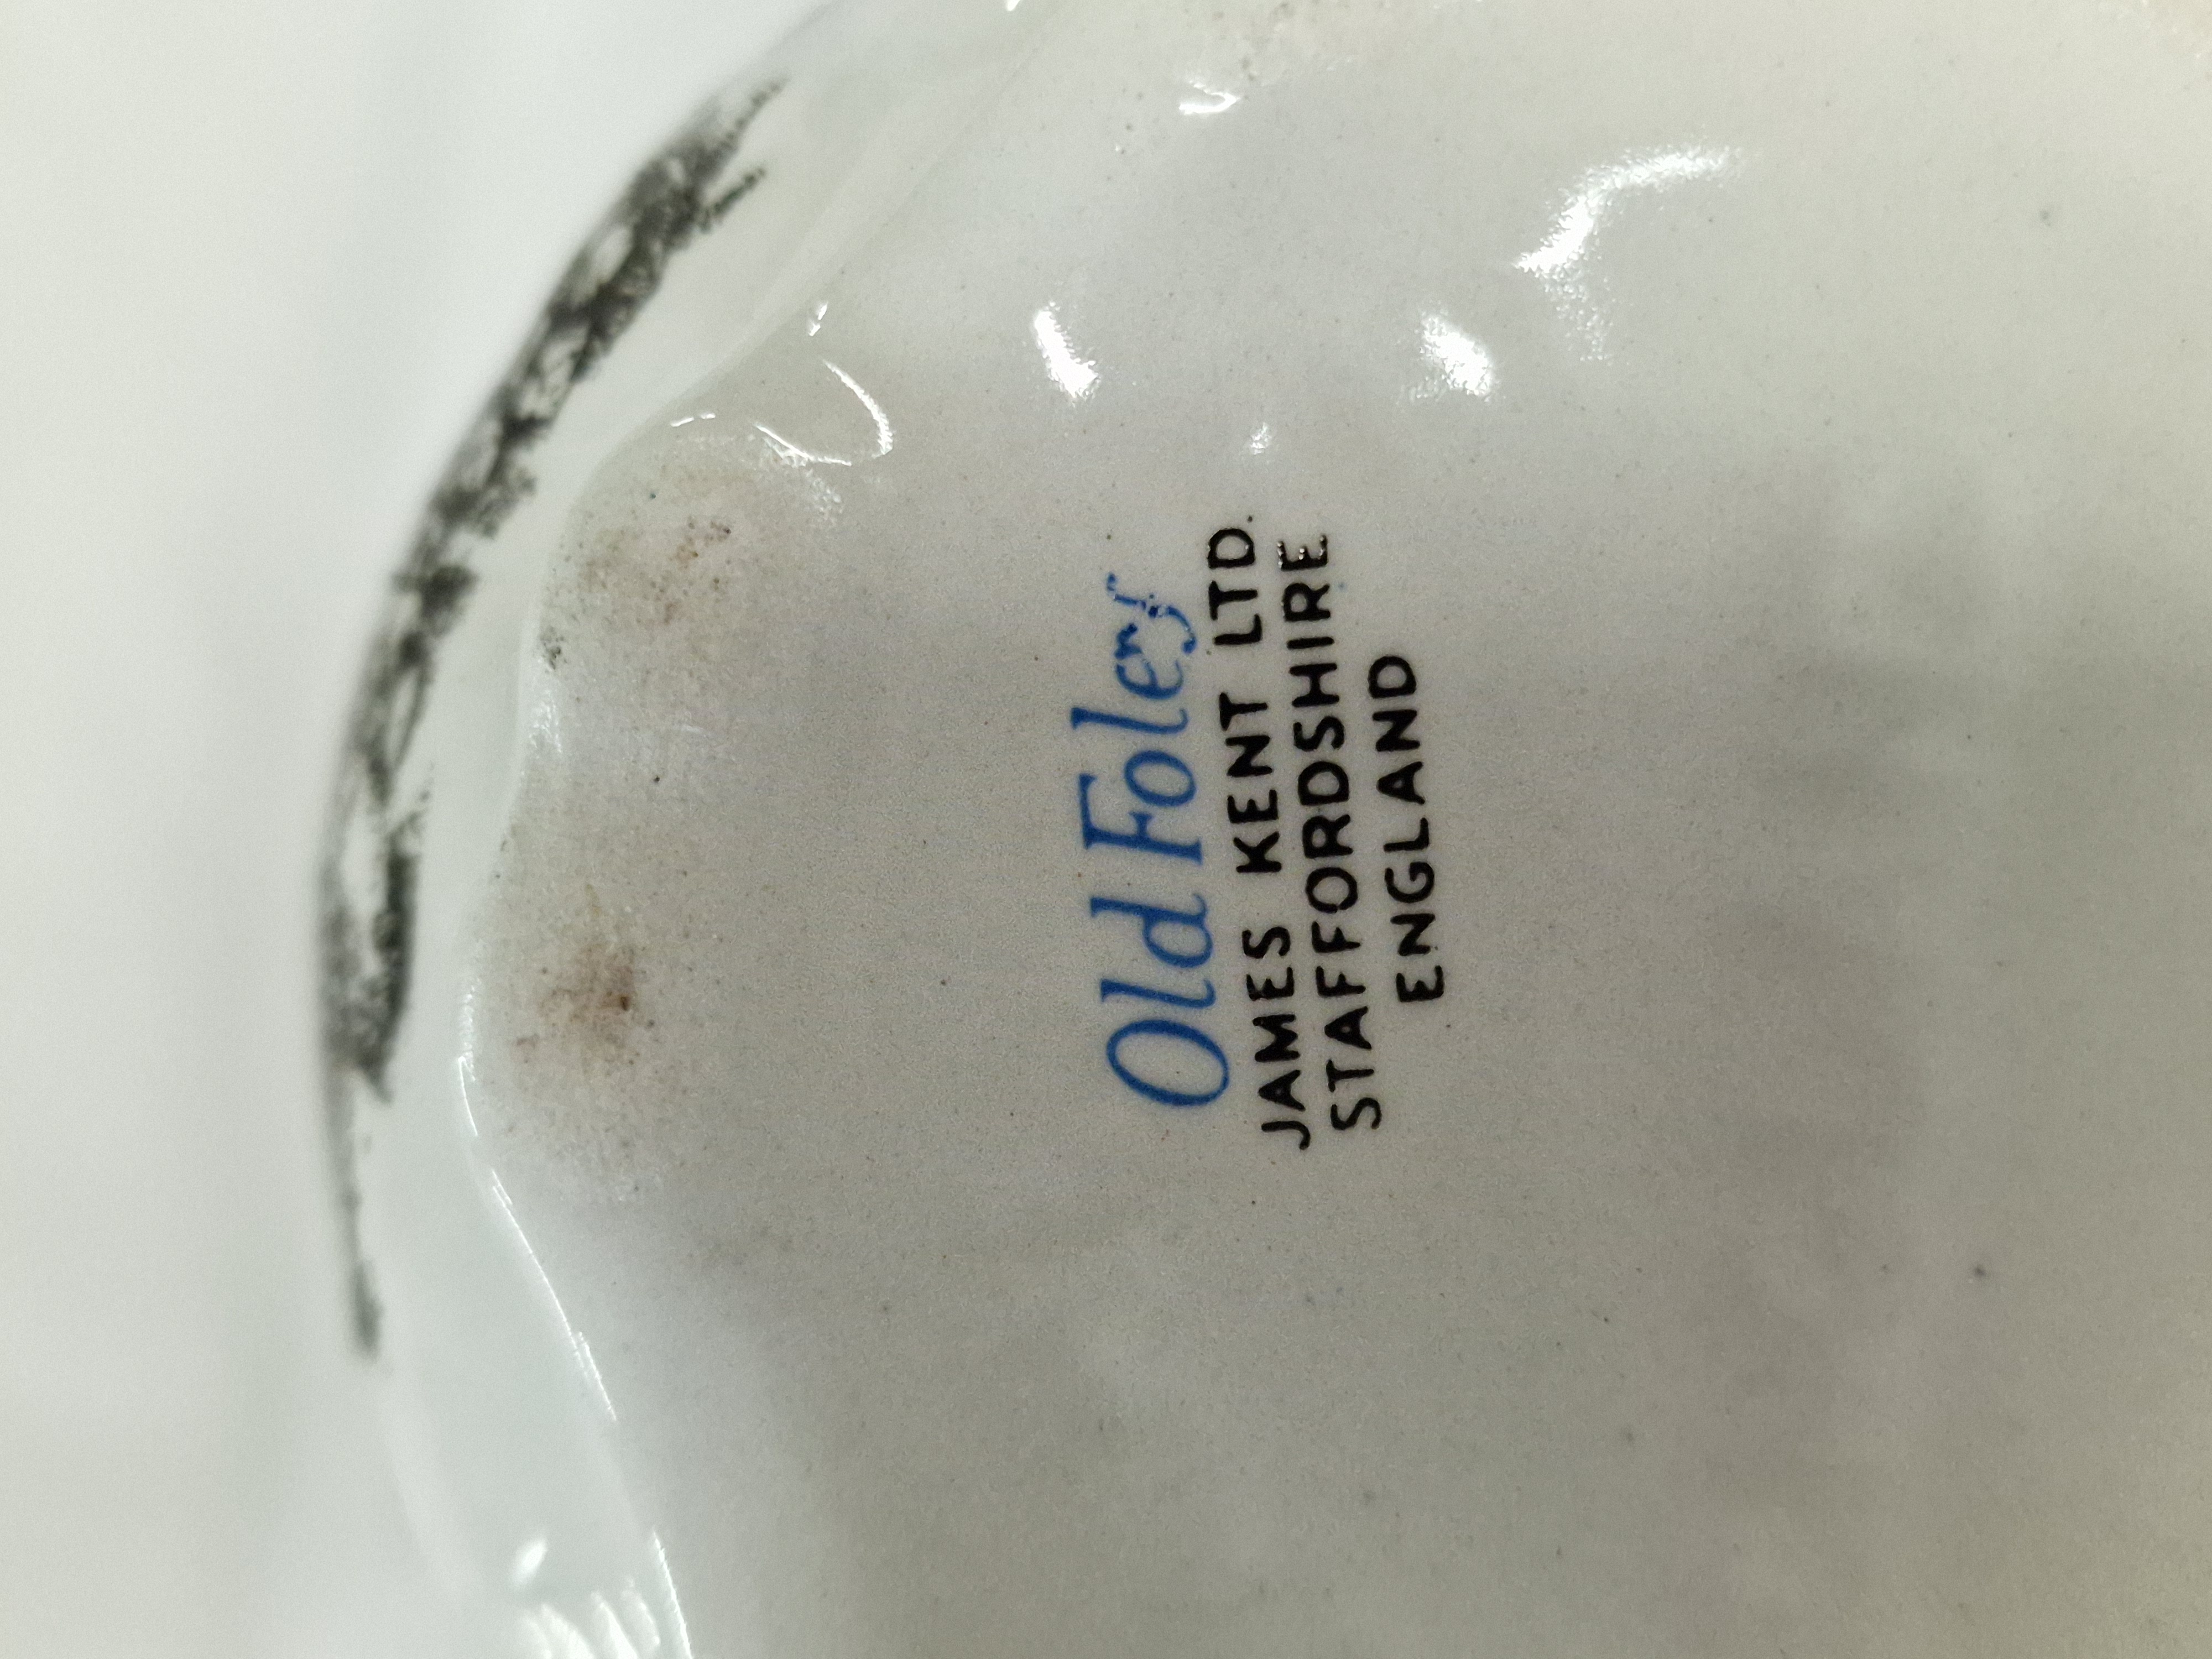 Old Foley
JAMES KENT LTD.
STAFFORDSHIRE
ENGLAND